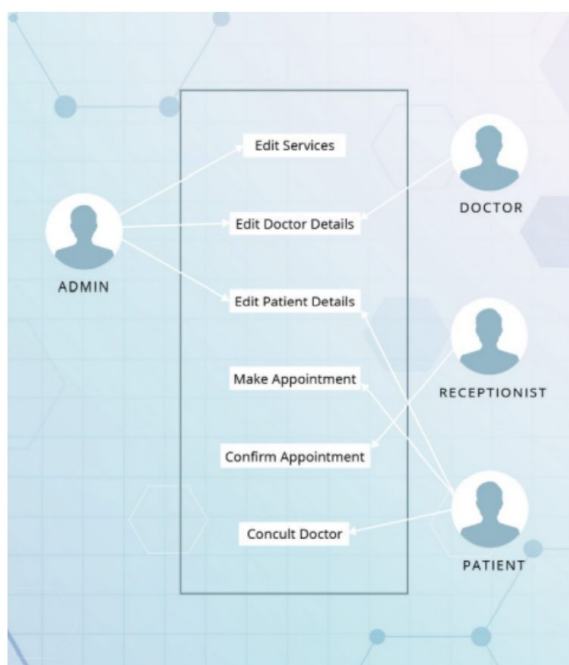 Edit Services
DOCTOR
Edit Doctor Details
ADMIN
Edit Patient Details
Make Appointment
RECEPTIONIST
Confirm Appointment
Concult Doctor
PATIENT